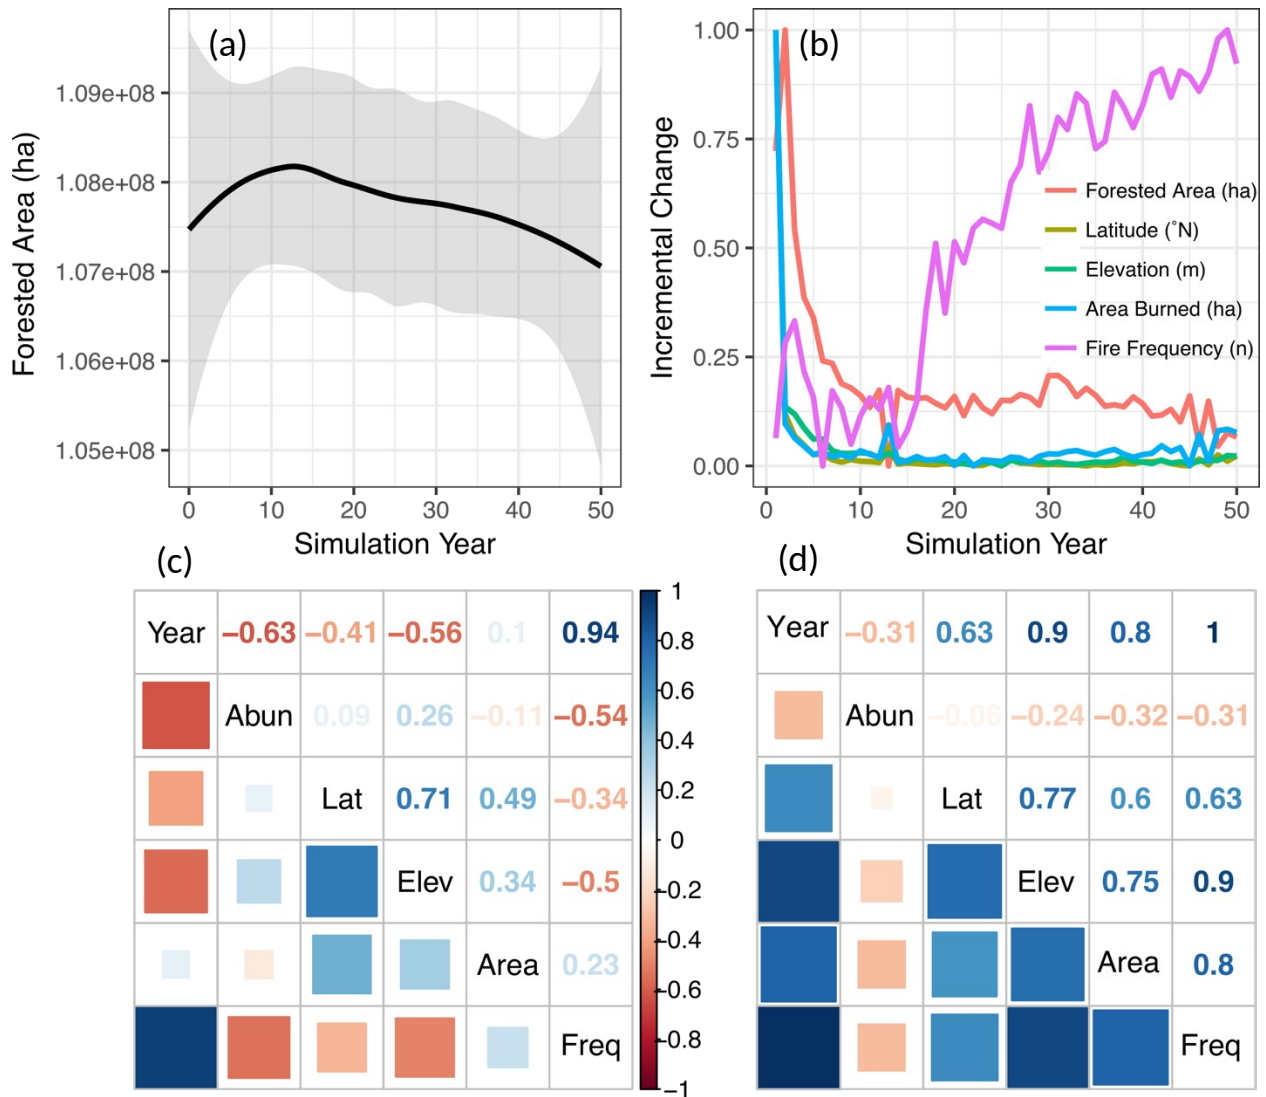 (a)
Forested Area (ha)
1.09e+08
1.08e+08
1.07e+08
1.06e+08
1.05e+08
0 10 20 30 40 50
Simulation Year
(b)
Incremental Change
1.00
0.75
0.50
0.25
0.00
Forested Area (ha)
Latitude (°N)
Elevation (m)
Area Burned (ha)
Fire Frequency (n)
0 10 20 30 40 50
Simulation Year
(c)
Year −0.63 −0.41 −0.56 0.1 0.94
Abun 0.09 0.26 −0.11 −0.54
Lat 0.71 0.49 −0.34
Elev 0.34 −0.5
Area 0.23
Freq
1
0.8
0.6
0.4
0.2
0
−0.2
−0.4
−0.6
−0.8
−1
(d)
Year −0.31 0.63 0.9 0.8 1
Abun −0.06 −0.24 −0.32 −0.31
Lat 0.77 0.6 0.63
Elev 0.75 0.9
Area 0.8
Freq